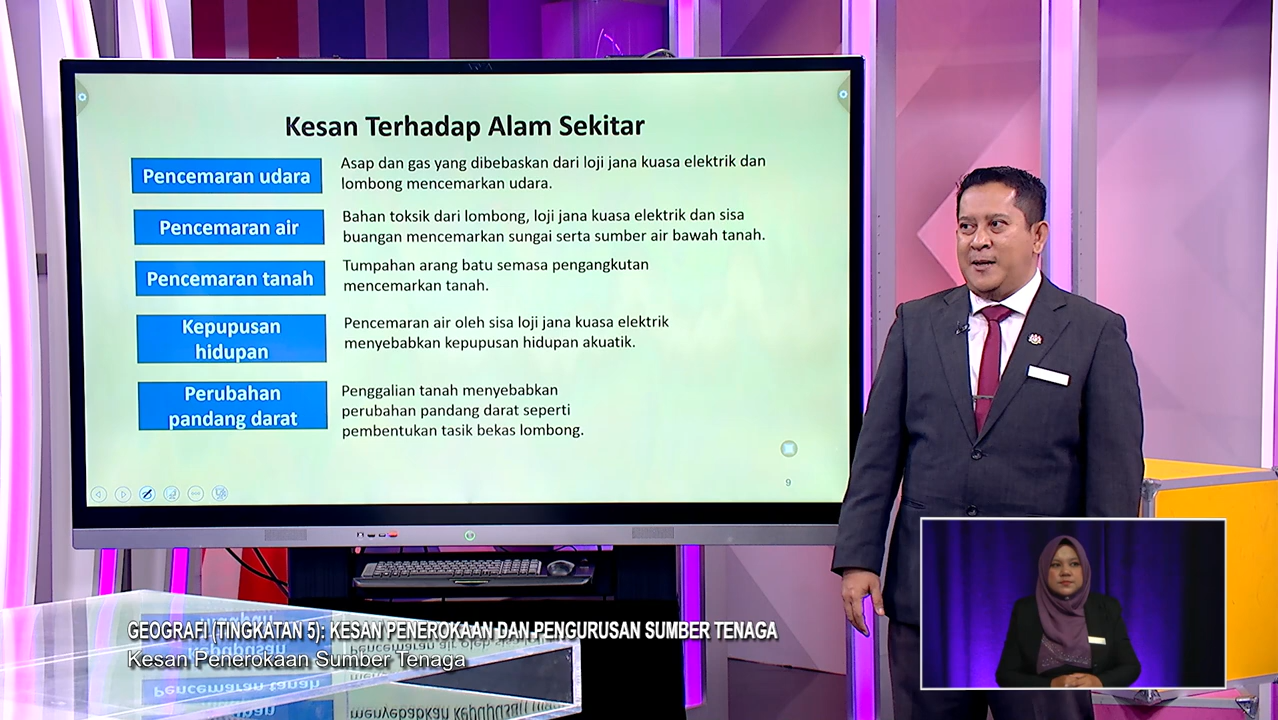 Kesan Terhadap Alam Sekitar
Pencemaran udara
Asap dan gas yang dibebaskan dari loji jana kuasa elektrik dan
lombong mencemarkan udara.
Pencemaran air
Bahan toksik dari lombong, loji jana kuasa elektrik dan sisa
buangan mencemarkan sungai serta sumber air bawah tanah.
Pencemaran tanah
Tumpahan arang batu semasa pengangkutan
mencemarkan tanah.
Kepupusan
hidupan
Pencemaran air oleh sisa loji jana kuasa elektrik
menyebabkan kepupusan hidupan akuatik.
Perubahan
pandang darat
Penggalian tanah menyebabkan
perubahan pandang darat seperti
pembentukan tasik bekas lombong.
9
GEOGRAFI (TINGKATAN 5): KESAN PENEROKAAN DAN PENGURUSAN SUMBER TENAGA
Kesan Penerokaan Sumber Tenaga